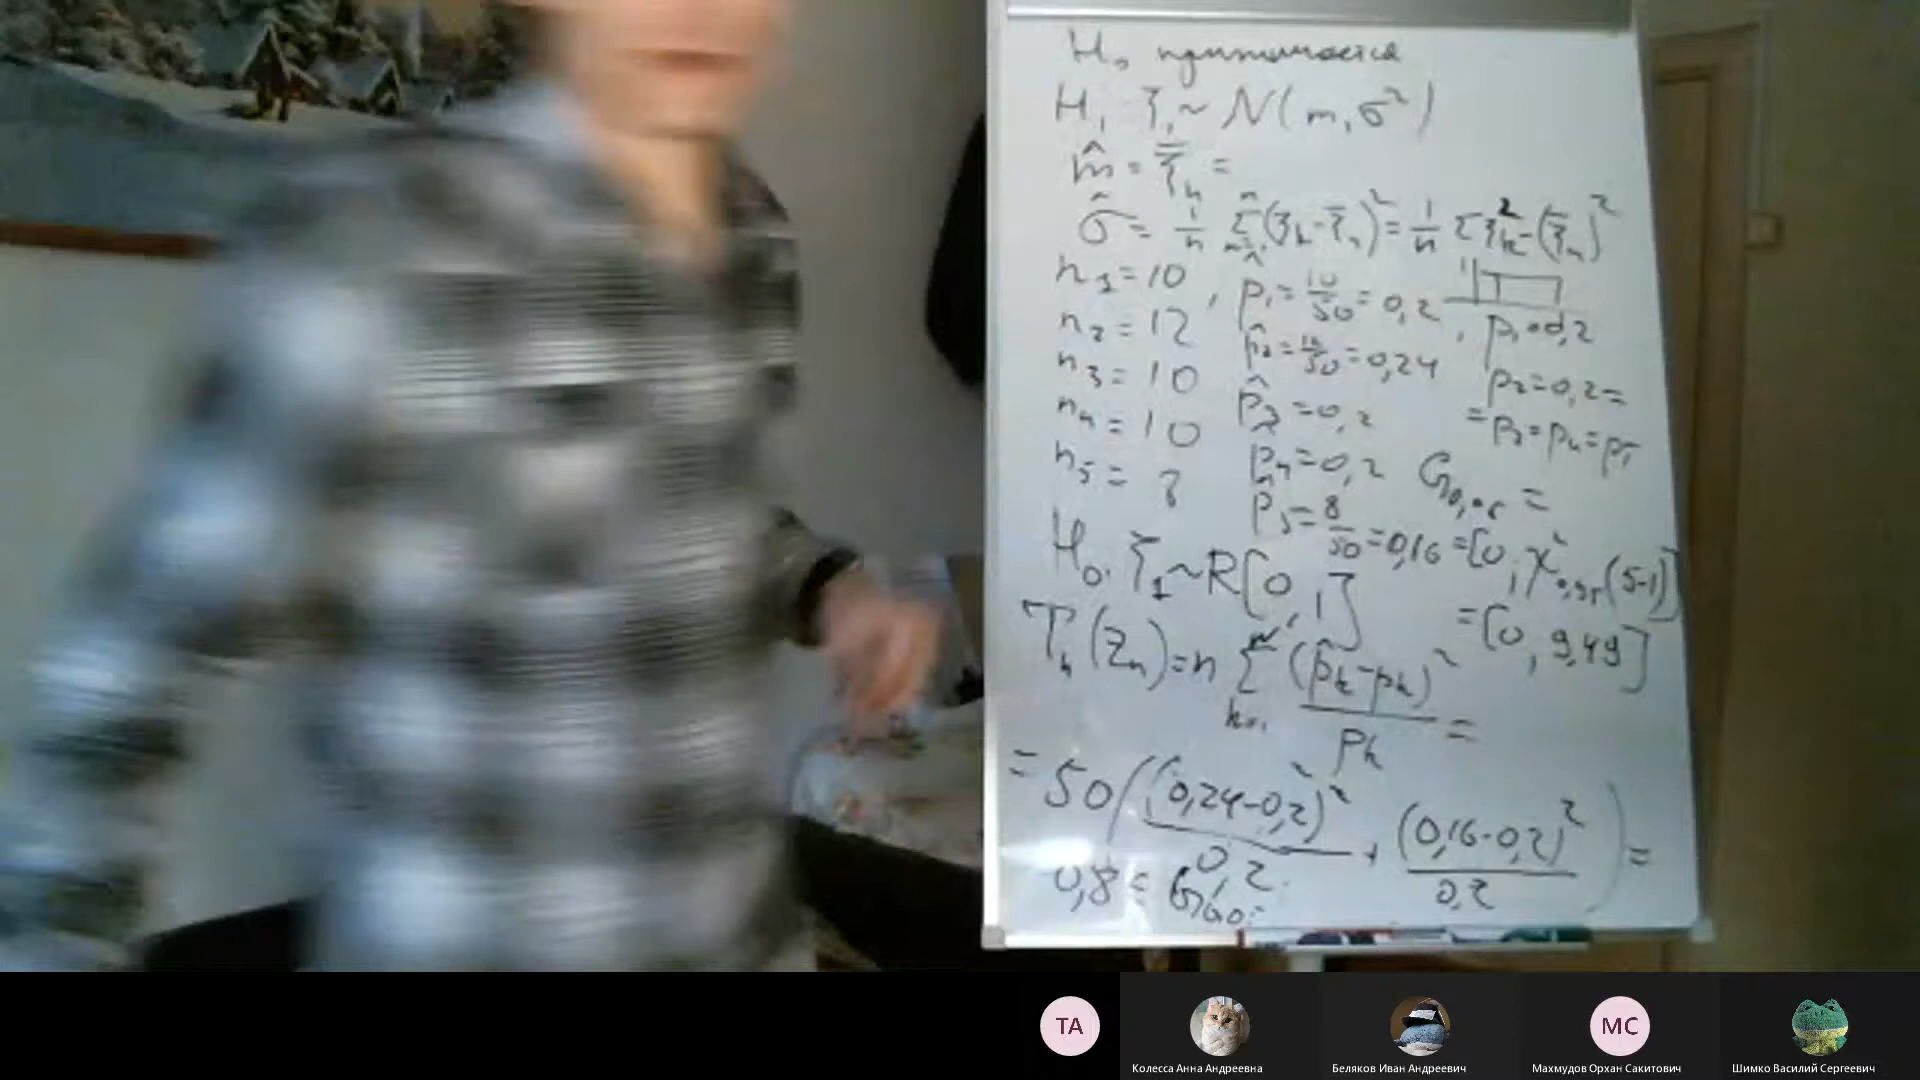 H₀ принимается
H₁ ξ₁ ~ N(m, σ²)
m̂ = ξ̄ₙ =
σ̂ = 1/n Σ(ξₖ - ξ̄ₙ)² = 1/n Σξₖ² - (ξ̄ₙ)²
n₁ = 10, p̂₁ = 10/50 = 0,2, p₁ = 0,2
n₂ = 12 p̂₂ = 12/50 = 0,24 p₂ = 0,2 =
n₃ = 10 p̂₃ = 0,2 = p₃ = p₄ = p₅
n₄ = 10 p̂₄ = 0,2 G₀,₀₅ =
n₅ = 8 p̂₅ = 8/50 = 0,16 = [0, χ²₀,₉₅(5-1)]
H₀: ξ₁ ~ R[0, 1] = [0, 9,49]
Tₙ(Zₙ) = n Σ (p̂ₖ - pₖ)² / pₖ =
k=1
= 50((0,24-0,2)²/0,2 + (0,16-0,2)²/0,2) =
0,8 ∈ G
TA
Колесса Анна Андреевна
Беляков Иван Андреевич
МС
Махмудов Орхан Сакитович
Шимко Василий Сергеевич